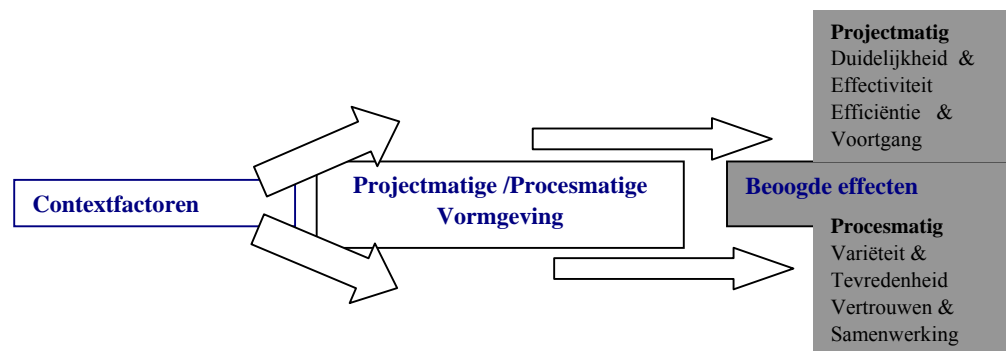 Contextfactoren
Projectmatige /Procesmatige
Vormgeving
Projectmatig
Duidelijkheid &
Effectiviteit
Efficiëntie &
Voortgang
Beoogde effecten
Procesmatig
Variëteit &
Tevredenheid
Vertrouwen &
Samenwerking